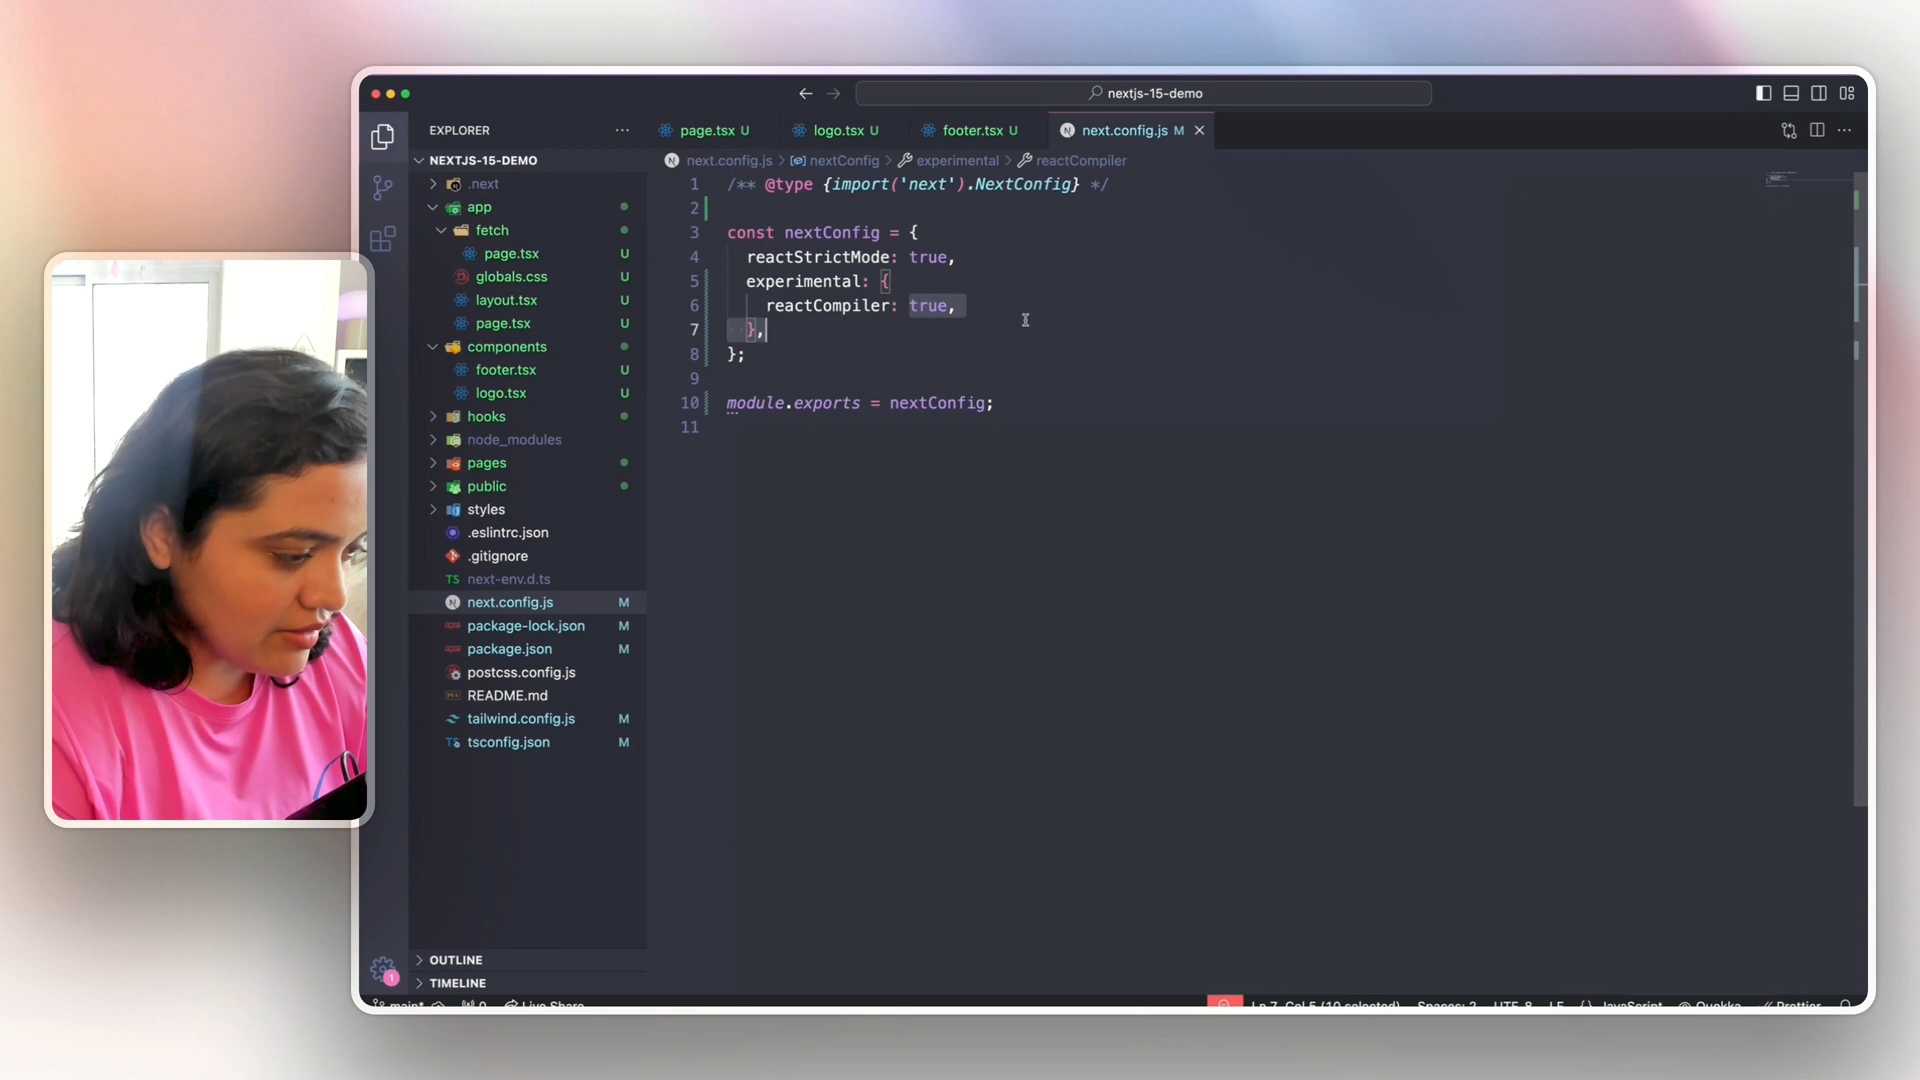 nextjs-15-demo
EXPLORER
page.tsx U
logo.tsx U
footer.tsx U
next.config.js M
NEXTJS-15-DEMO
next.config.js > nextConfig > experimental > reactCompiler
.next
app
fetch
page.tsx U
globals.css U
layout.tsx U
page.tsx U
components
footer.tsx U
logo.tsx U
hooks
node_modules
pages
public
styles
.eslintrc.json
.gitignore
TS next-env.d.ts
next.config.js M
package-lock.json M
package.json M
postcss.config.js
README.md
tailwind.config.js M
tsconfig.json M
OUTLINE
TIMELINE
1 /** @type {import('next').NextConfig} */
2
3 const nextConfig = {
4 reactStrictMode: true,
5 experimental: {
6 reactCompiler: true,
7 },
8 };
9
10 module.exports = nextConfig;
11
1
main* 0 Live Share
Ln 7, Col 5 (10 selected) Spaces: 2 UTF-8 LF {} JavaScript Quokka Prettier